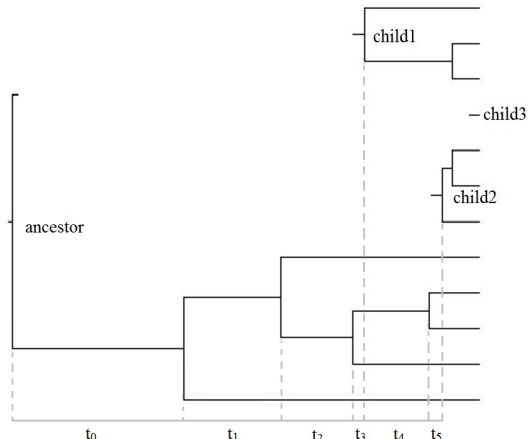 child1
child3
child2
ancestor
t₀ t₁ t₂ t₃ t₄ t₅